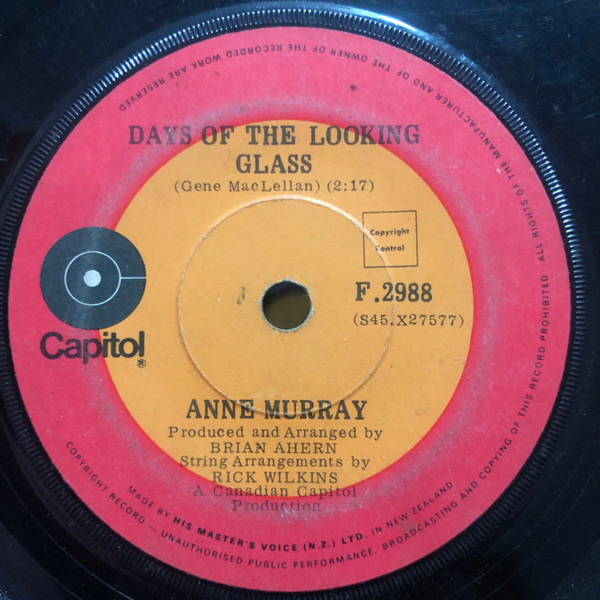 DAYS OF THE LOOKING
GLASS
(Gene MacLellan) (2:17)
Copyright
Control
F.2988
(S45.X27577)
Capitol
®
ANNE MURRAY
Produced and Arranged by
BRIAN AHERN
String Arrangements by
RICK WILKINS
A Canadian Capitol
Production
MADE BY HIS MASTER'S VOICE (N.Z.) LTD. IN NEW ZEALAND
COPYRIGHT RECORD — UNAUTHORISED PUBLIC PERFORMANCE, BROADCASTING AND COPYING OF THIS RECORD PROHIBITED ALL RIGHTS OF THE MANUFACTURER AND OF THE OWNER OF THE RECORDED WORK ARE RESERVED